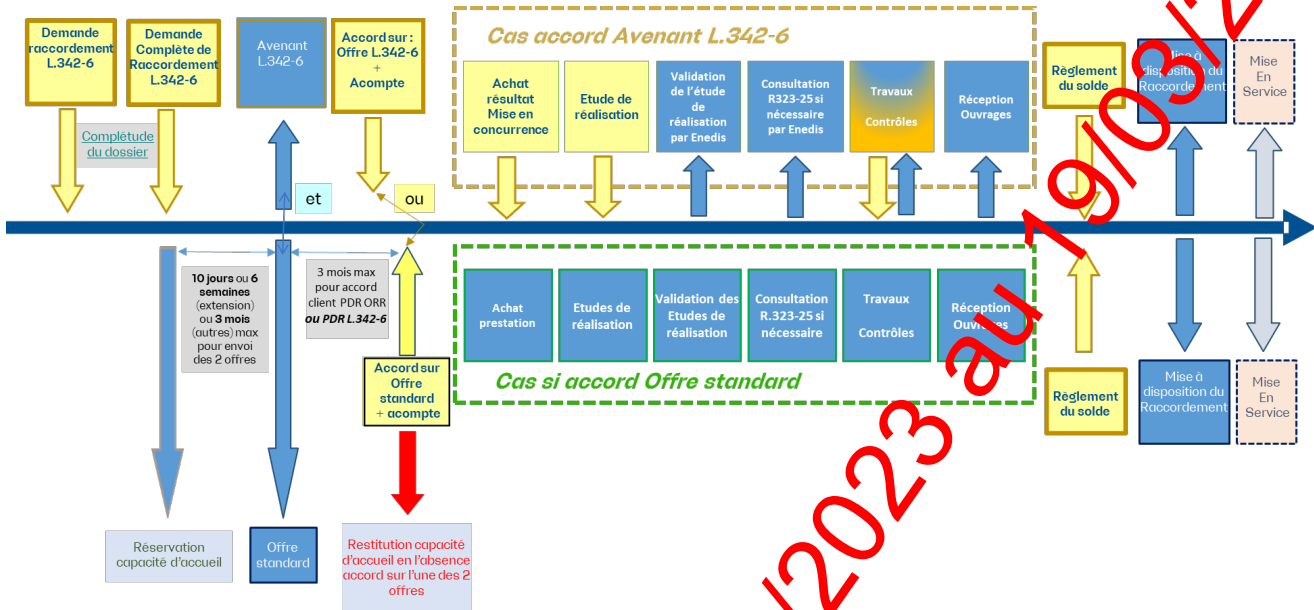 Demande
raccordement
L.342-6
Demande
Complète de
Raccordement
L.342-6
Avenant
L.342-6
Accord sur :
Offre L.342-6
+
Acompte
Complétude
du dossier
et
ou
Cas accord Avenant L.342-6
Achat
résultat
Mise en
concurrence
Etude de
réalisation
Validation
de l'étude
de
réalisation
par Enedis
Consultation
R323-25 si
nécessaire
par Enedis
Travaux
Contrôles
Réception
Ouvrages
Règlement
du solde
Mise à
disposition du
Raccordement
Mise
En
Service
10 jours ou 6
semaines
(extension)
ou 3 mois
(autres) max
pour envoi
des 2 offres
3 mois max
pour accord
client PDR ORR
ou PDR L.342-6
Accord sur
Offre
standard
+ acompte
Achat
prestation
Etudes de
réalisation
Validation des
Etudes de
réalisation
Consultation
R.323-25 si
nécessaire
Travaux
Contrôles
Réception
Ouvrages
Cas si accord Offre standard
Règlement
du solde
Mise à
disposition du
Raccordement
Mise
En
Service
Réservation
capacité d'accueil
Offre
standard
Restitution capacité
d'accueil en l'absence
accord sur l'une des 2
offres
/2023 au 19/03/2